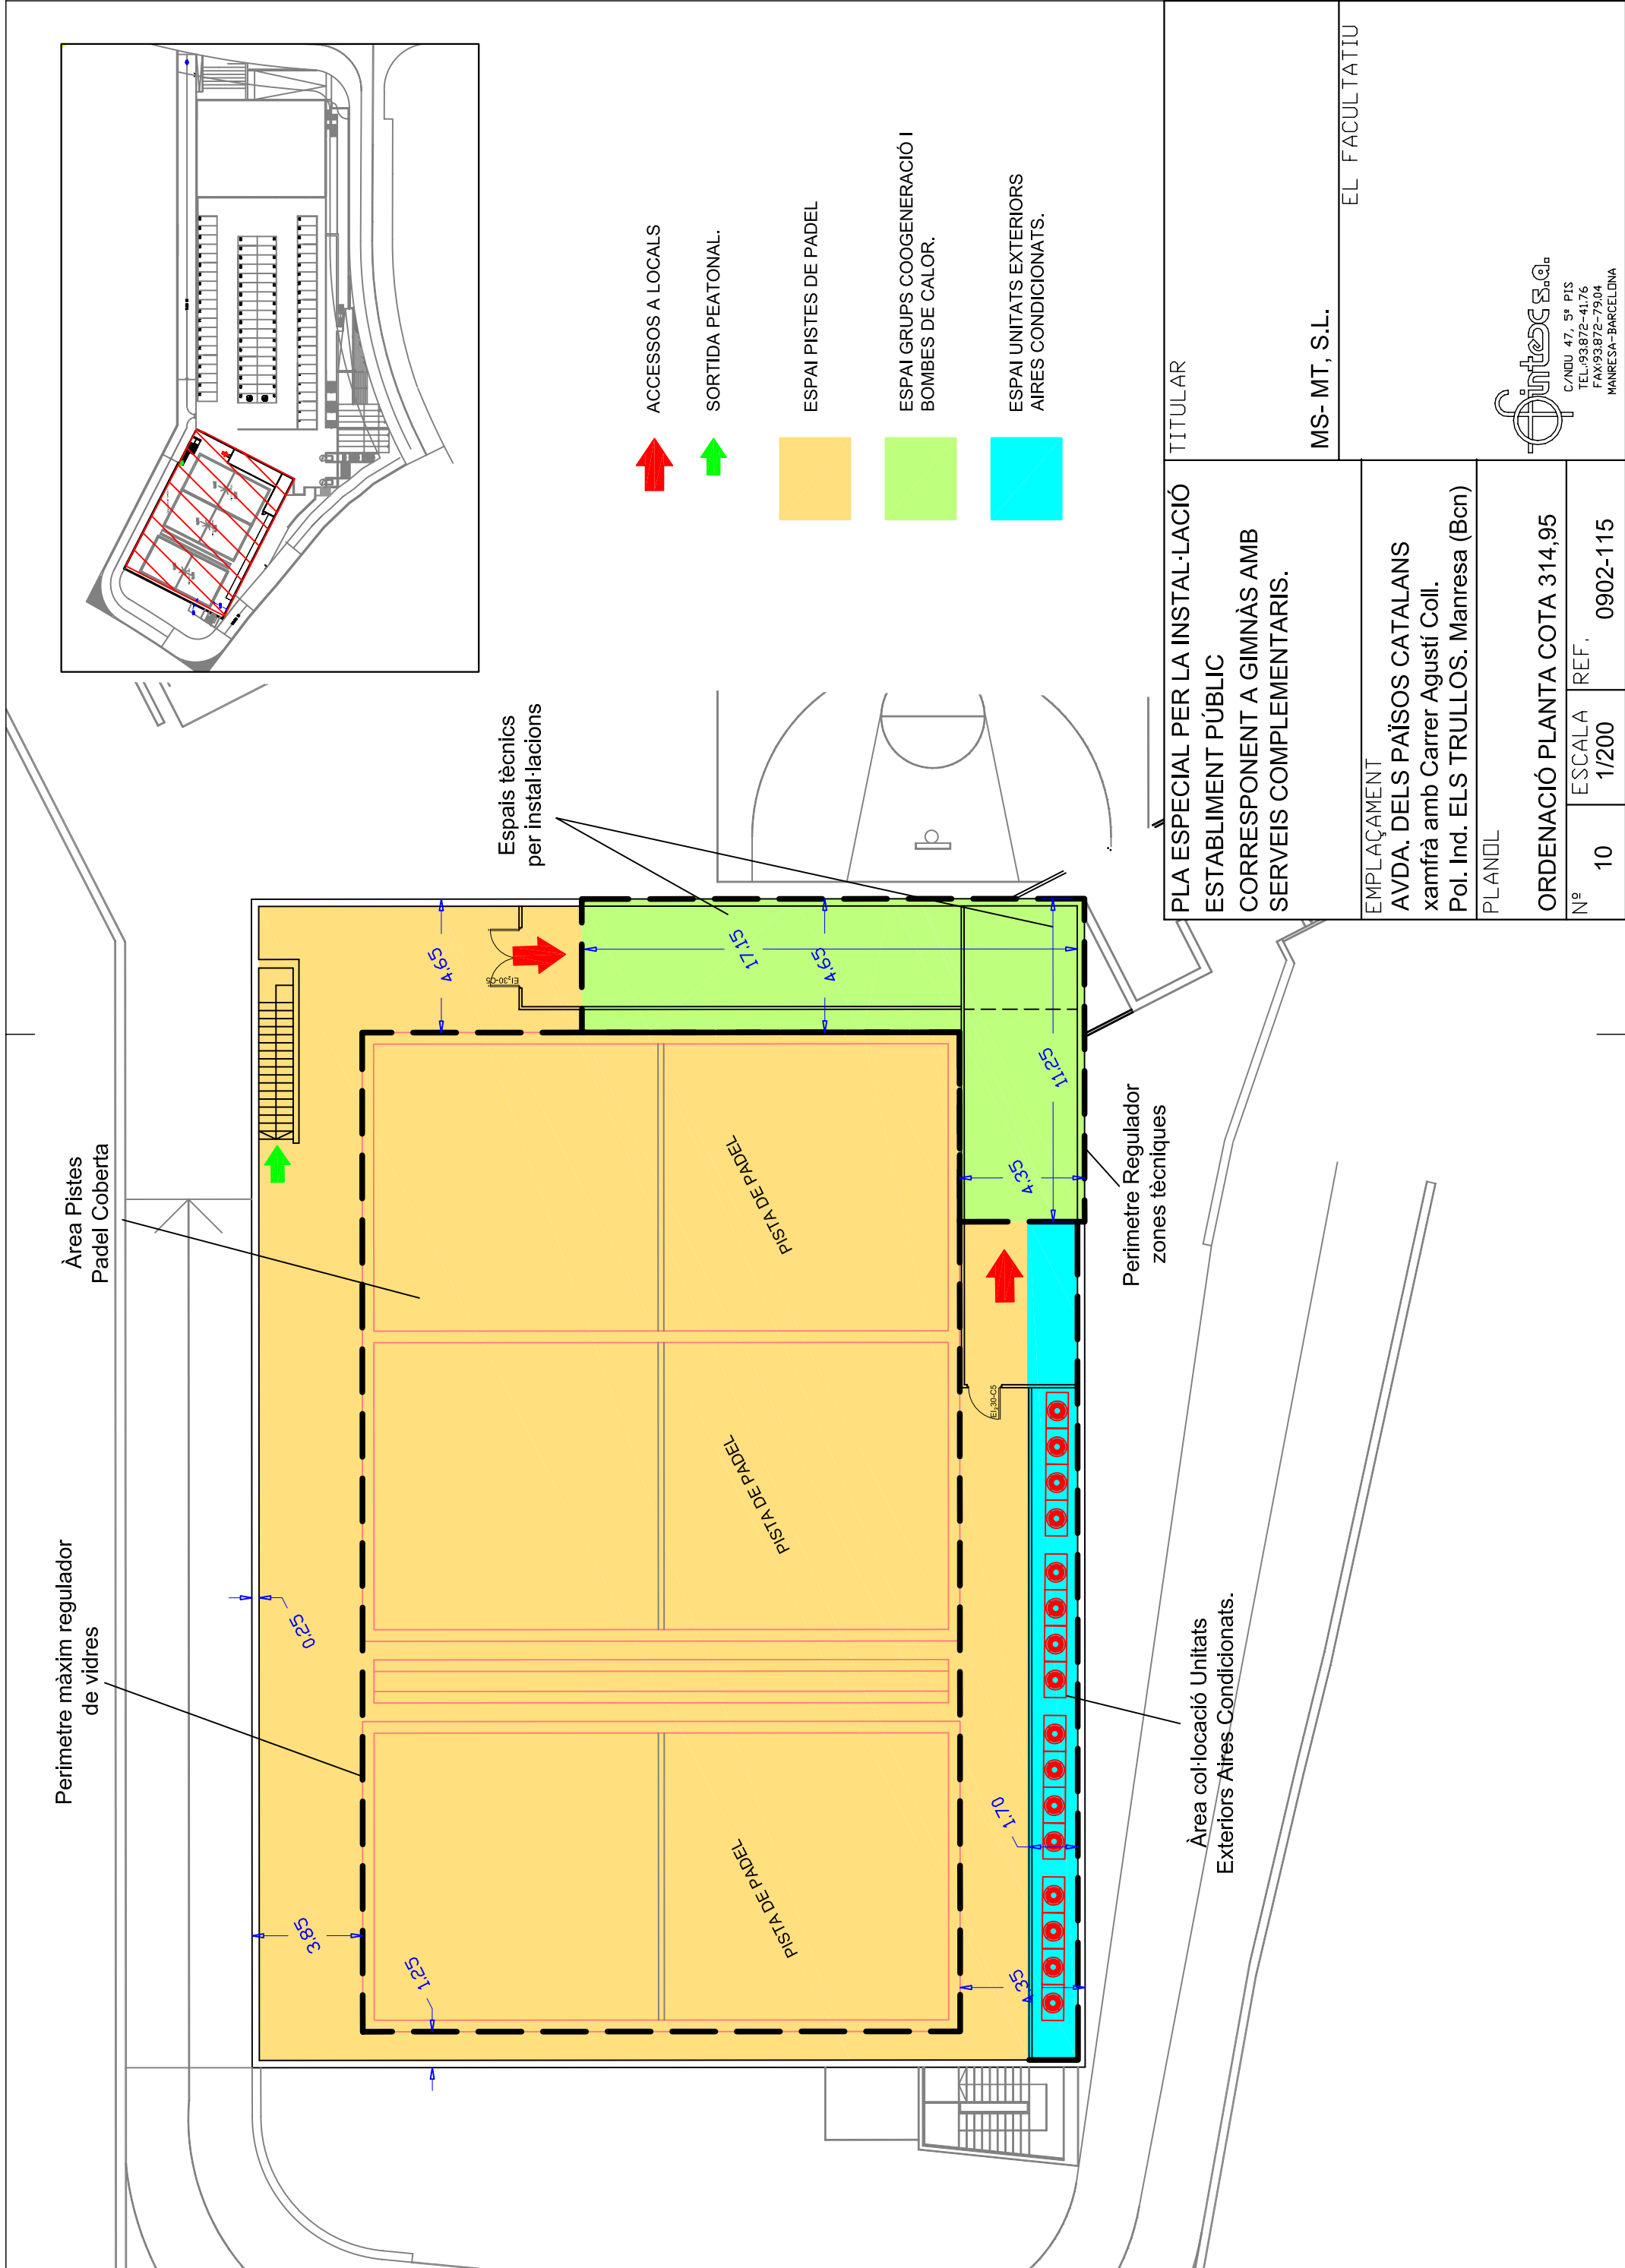 Perimetre màxim regulador
de vidres
Àrea Pistes
Padel Coberta
Espais tècnics
per instal·lacions
0,25
3,85
1,25
4,65
4,65
17,15
11,25
4,35
4,35
1,70
EI₂30-C5
EI₂30-C5
PISTA DE PADEL
PISTA DE PADEL
PISTA DE PADEL
Perimetre Regulador
zones tècniques
Àrea col·locació Unitats
Exteriors Aires Condicionats.
ACCESSOS A LOCALS
SORTIDA PEATONAL.
ESPAI PISTES DE PADEL
ESPAI GRUPS COOGENERACIÓ I
BOMBES DE CALOR.
ESPAI UNITATS EXTERIORS
AIRES CONDICIONATS.
PLA ESPECIAL PER LA INSTAL·LACIÓ
ESTABLIMENT PÚBLIC
CORRESPONENT A GIMNÀS AMB
SERVEIS COMPLEMENTARIS.
TITULAR
MS- MT, S.L.
EMPLAÇAMENT
AVDA. DELS PAÏSOS CATALANS
xamfrà amb Carrer Agustí Coll.
Pol. Ind. ELS TRULLOS. Manresa (Bcn)
EL FACULTATIU
PLANOL
ORDENACIÓ PLANTA COTA 314,95
Nº
10
ESCALA
1/200
REF.
0902-115
intecs s.a.
C/NOU 47, 5º PIS
TEL:93.872-41.76
FAX:93.872-79.04
MANRESA-BARCELONA